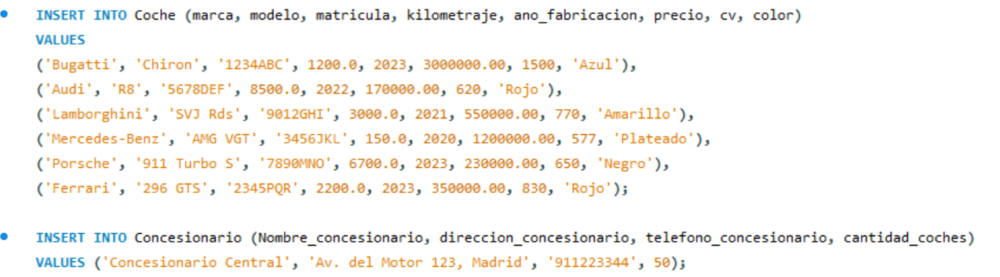 INSERT INTO Coche (marca, modelo, matricula, kilometraje, ano_fabricacion, precio, cv, color)
VALUES
('Bugatti', 'Chiron', '1234ABC', 1200.0, 2023, 3000000.00, 1500, 'Azul'),
('Audi', 'R8', '5678DEF', 8500.0, 2022, 170000.00, 620, 'Rojo'),
('Lamborghini', 'SVJ Rds', '9012GHI', 3000.0, 2021, 550000.00, 770, 'Amarillo'),
('Mercedes-Benz', 'AMG VGT', '3456JKL', 150.0, 2020, 1200000.00, 577, 'Plateado'),
('Porsche', '911 Turbo S', '7890MNO', 6700.0, 2023, 230000.00, 650, 'Negro'),
('Ferrari', '296 GTS', '2345PQR', 2200.0, 2023, 350000.00, 830, 'Rojo');
INSERT INTO Concesionario (Nombre_concesionario, direccion_concesionario, telefono_concesionario, cantidad_coches)
VALUES ('Concesionario Central', 'Av. del Motor 123, Madrid', '911223344', 50);